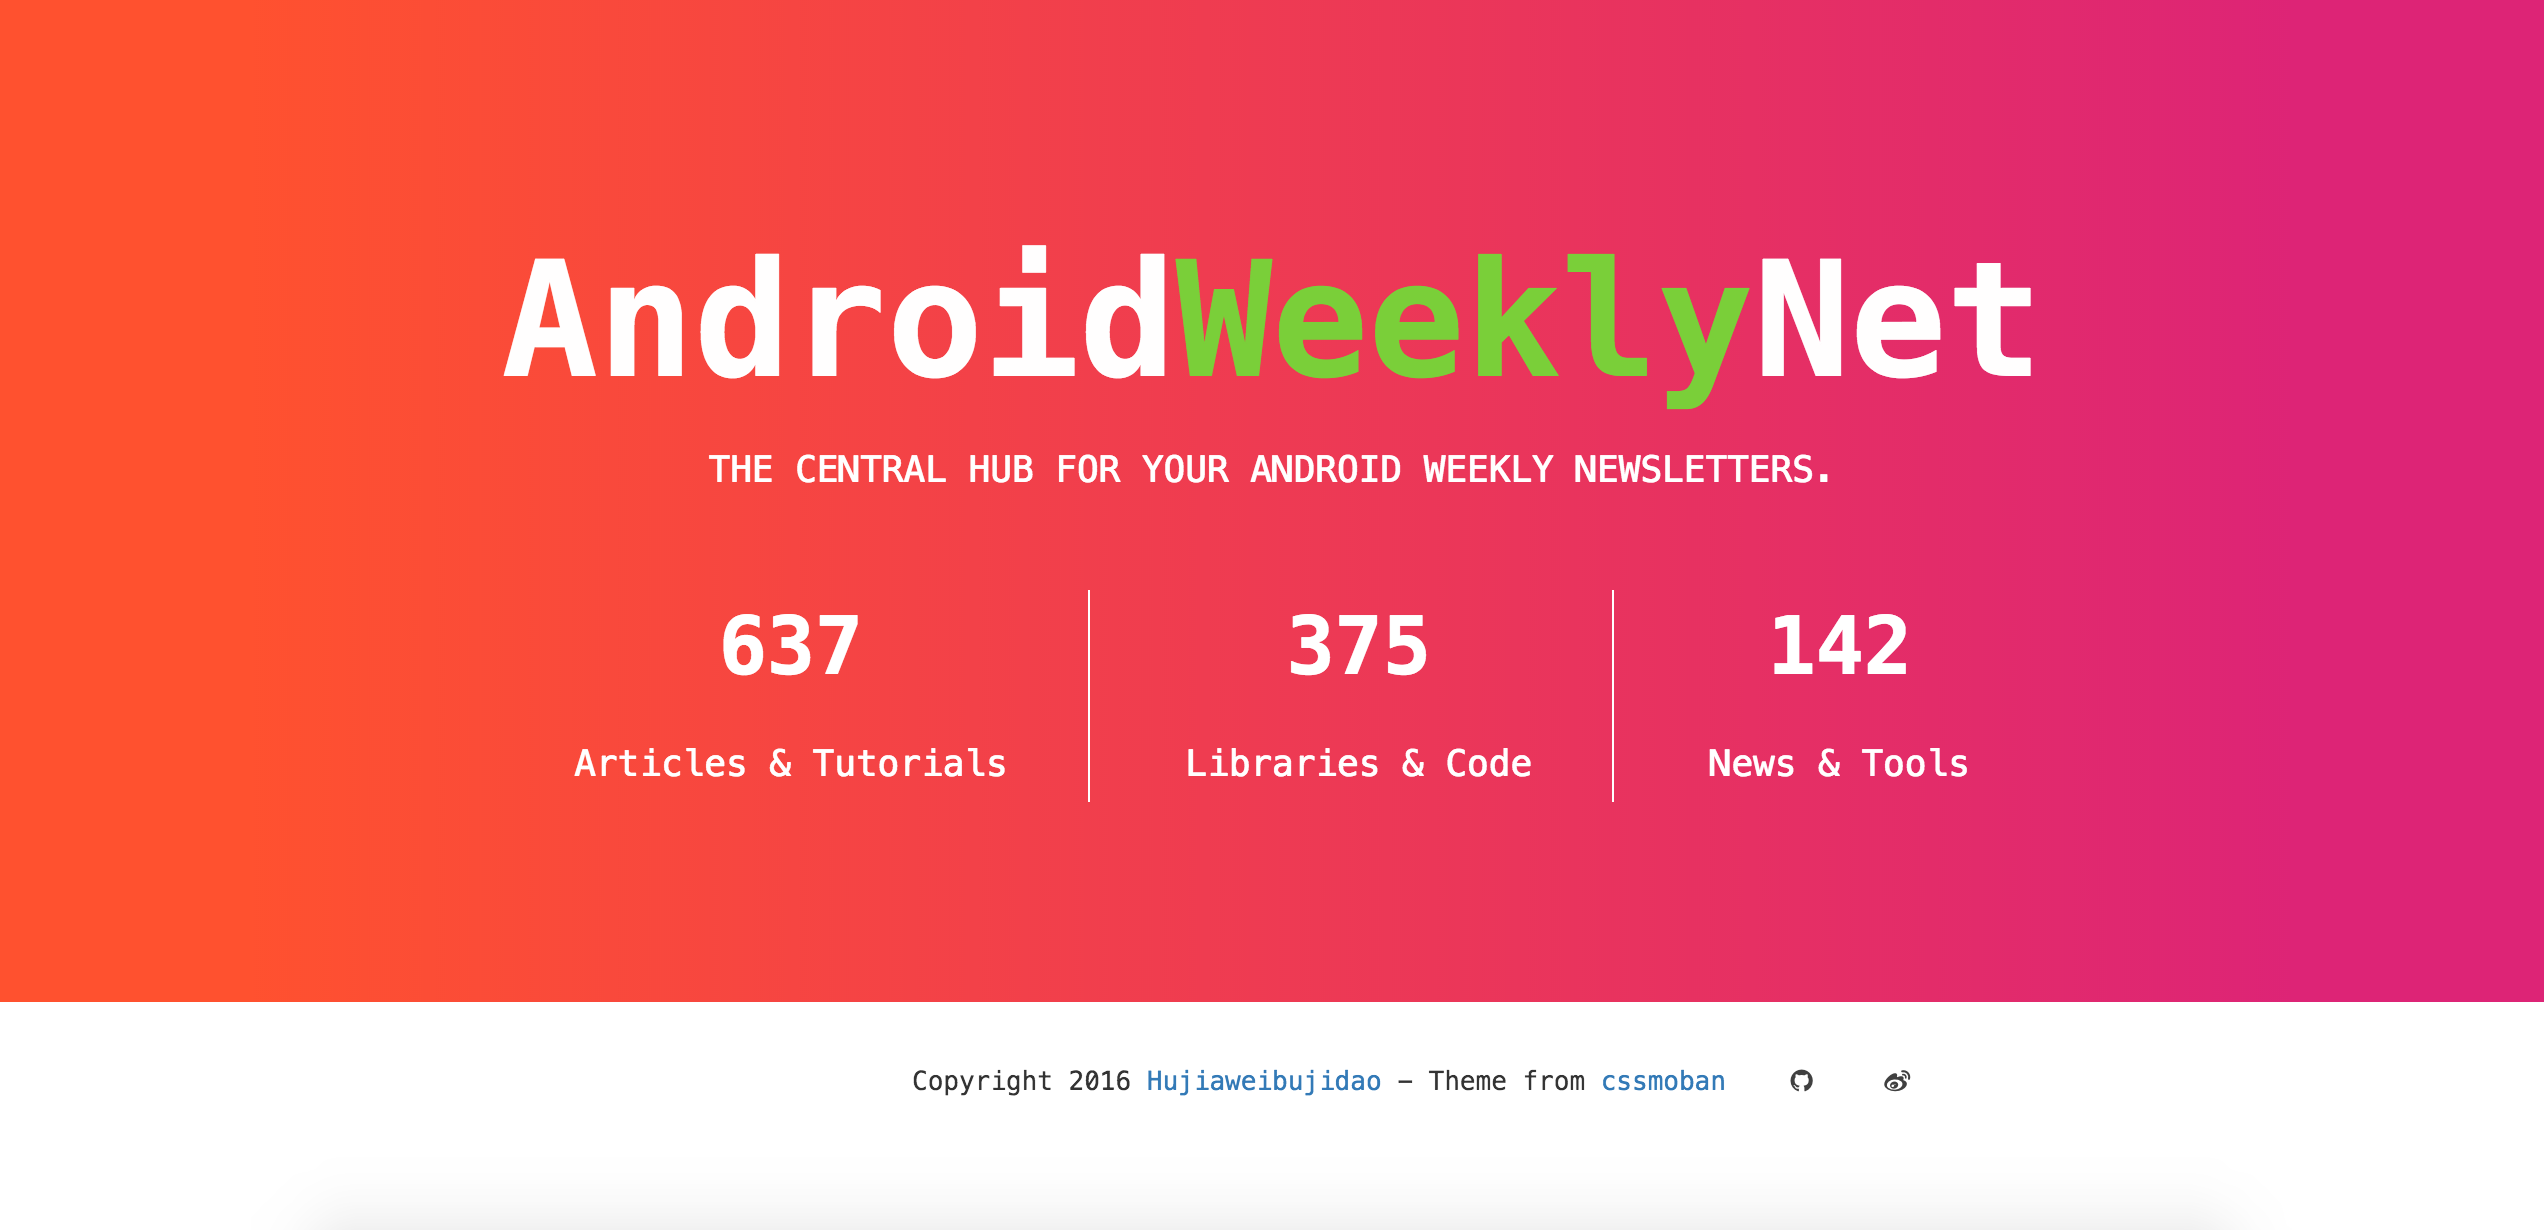 AndroidWeeklyNet
THE CENTRAL HUB FOR YOUR ANDROID WEEKLY NEWSLETTERS.
637
Articles & Tutorials
375
Libraries & Code
142
News & Tools
Copyright 2016 Hujiaweibujidao - Theme from cssmoban